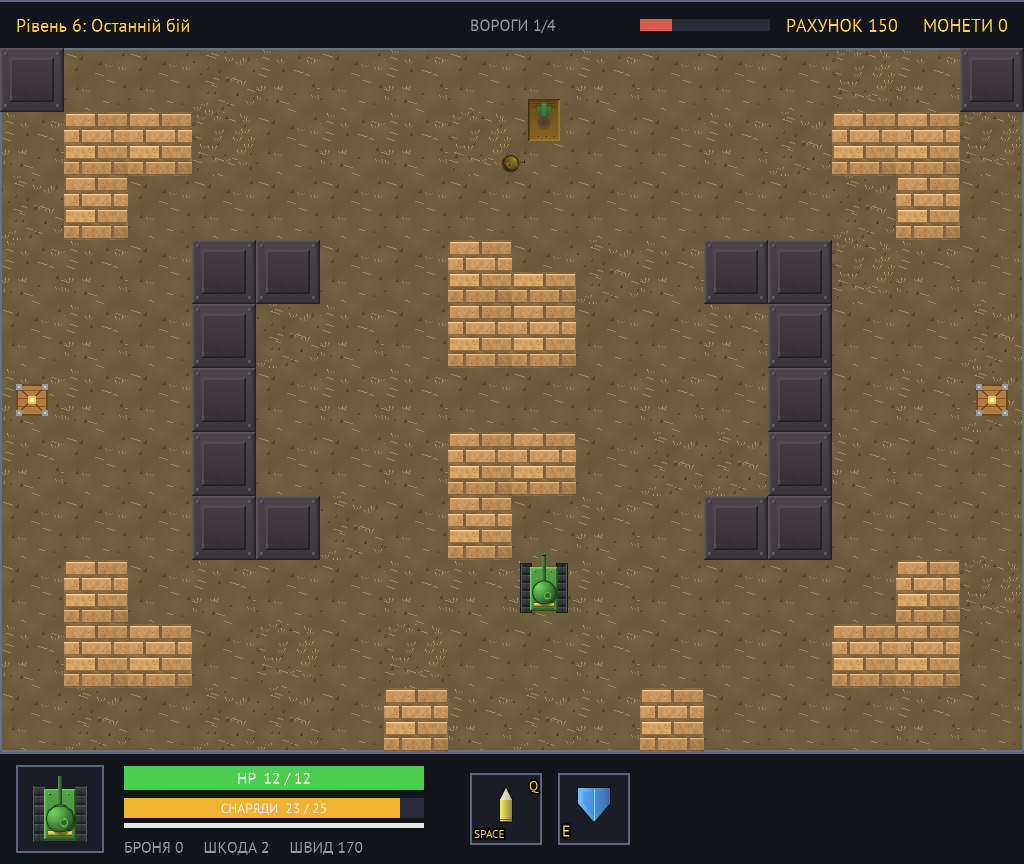 Рівень 6: Останній бій
ВОРОГИ 1/4
РАХУНОК 150
МОНЕТИ 0
HP 12 / 12
СНАРЯДИ 23 / 25
БРОНЯ 0 ШКОДА 2 ШВИД 170
Q
SPACE
E